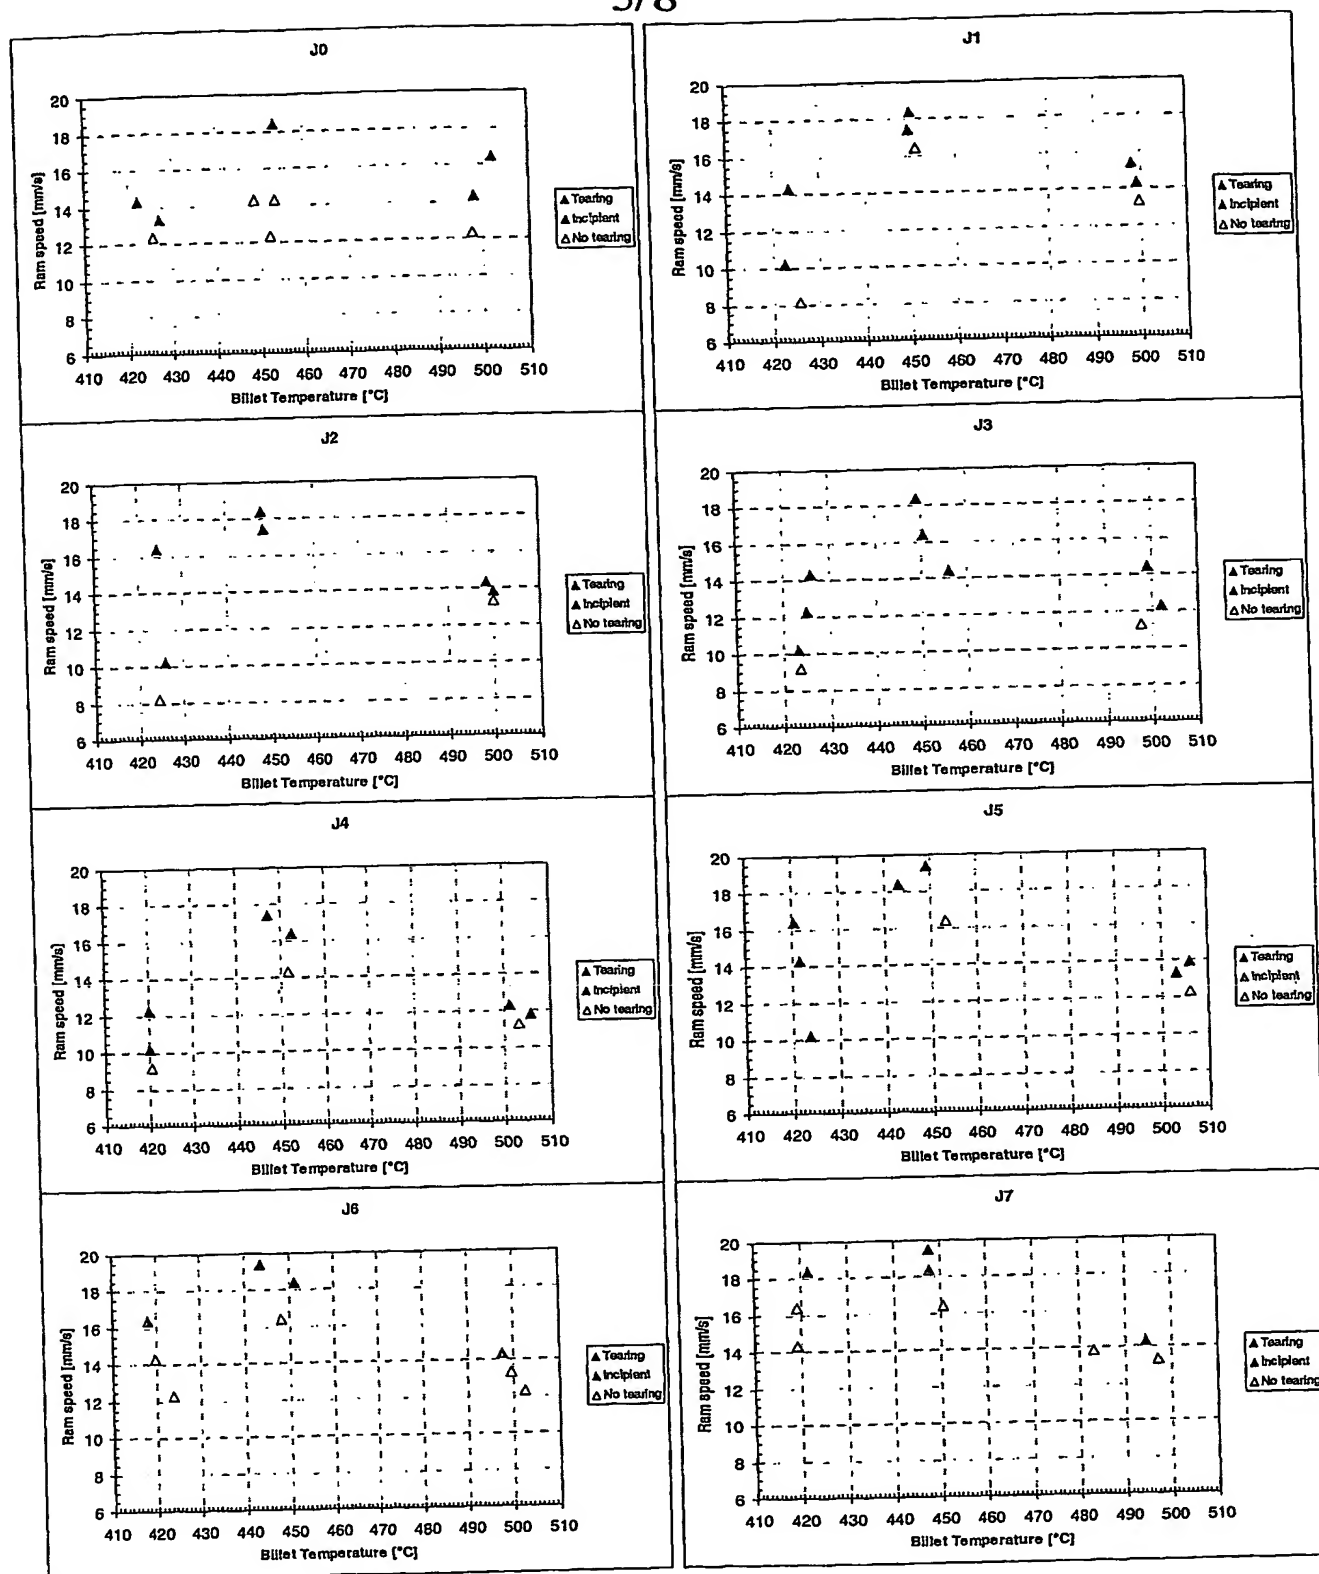 5/8
J0
20
18
16
14
12
10
8
6
Ram speed [mm/s]
410 420 430 440 450 460 470 480 490 500 510
Billet Temperature [°C]
▲ Tearing
▲ Incipient
△ No tearing
J1
20
18
16
14
12
10
8
6
Ram speed [mm/s]
410 420 430 440 450 460 470 480 490 500 510
Billet Temperature [°C]
▲ Tearing
▲ Incipient
△ No tearing
J2
20
18
16
14
12
10
8
6
Ram speed [mm/s]
410 420 430 440 450 460 470 480 490 500 510
Billet Temperature [°C]
▲ Tearing
▲ Incipient
△ No tearing
J3
20
18
16
14
12
10
8
6
Ram speed [mm/s]
410 420 430 440 450 460 470 480 490 500 510
Billet Temperature [°C]
▲ Tearing
▲ Incipient
△ No tearing
J4
20
18
16
14
12
10
8
6
Ram speed [mm/s]
410 420 430 440 450 460 470 480 490 500 510
Billet Temperature [°C]
▲ Tearing
▲ Incipient
△ No tearing
J5
20
18
16
14
12
10
8
6
Ram speed [mm/s]
410 420 430 440 450 460 470 480 490 500 510
Billet Temperature [°C]
▲ Tearing
▲ Incipient
△ No tearing
J6
20
18
16
14
12
10
8
6
Ram speed [mm/s]
410 420 430 440 450 460 470 480 490 500 510
Billet Temperature [°C]
▲ Tearing
▲ Incipient
△ No tearing
J7
20
18
16
14
12
10
8
6
Ram speed [mm/s]
410 420 430 440 450 460 470 480 490 500 510
Billet Temperature [°C]
▲ Tearing
▲ Incipient
△ No tearing